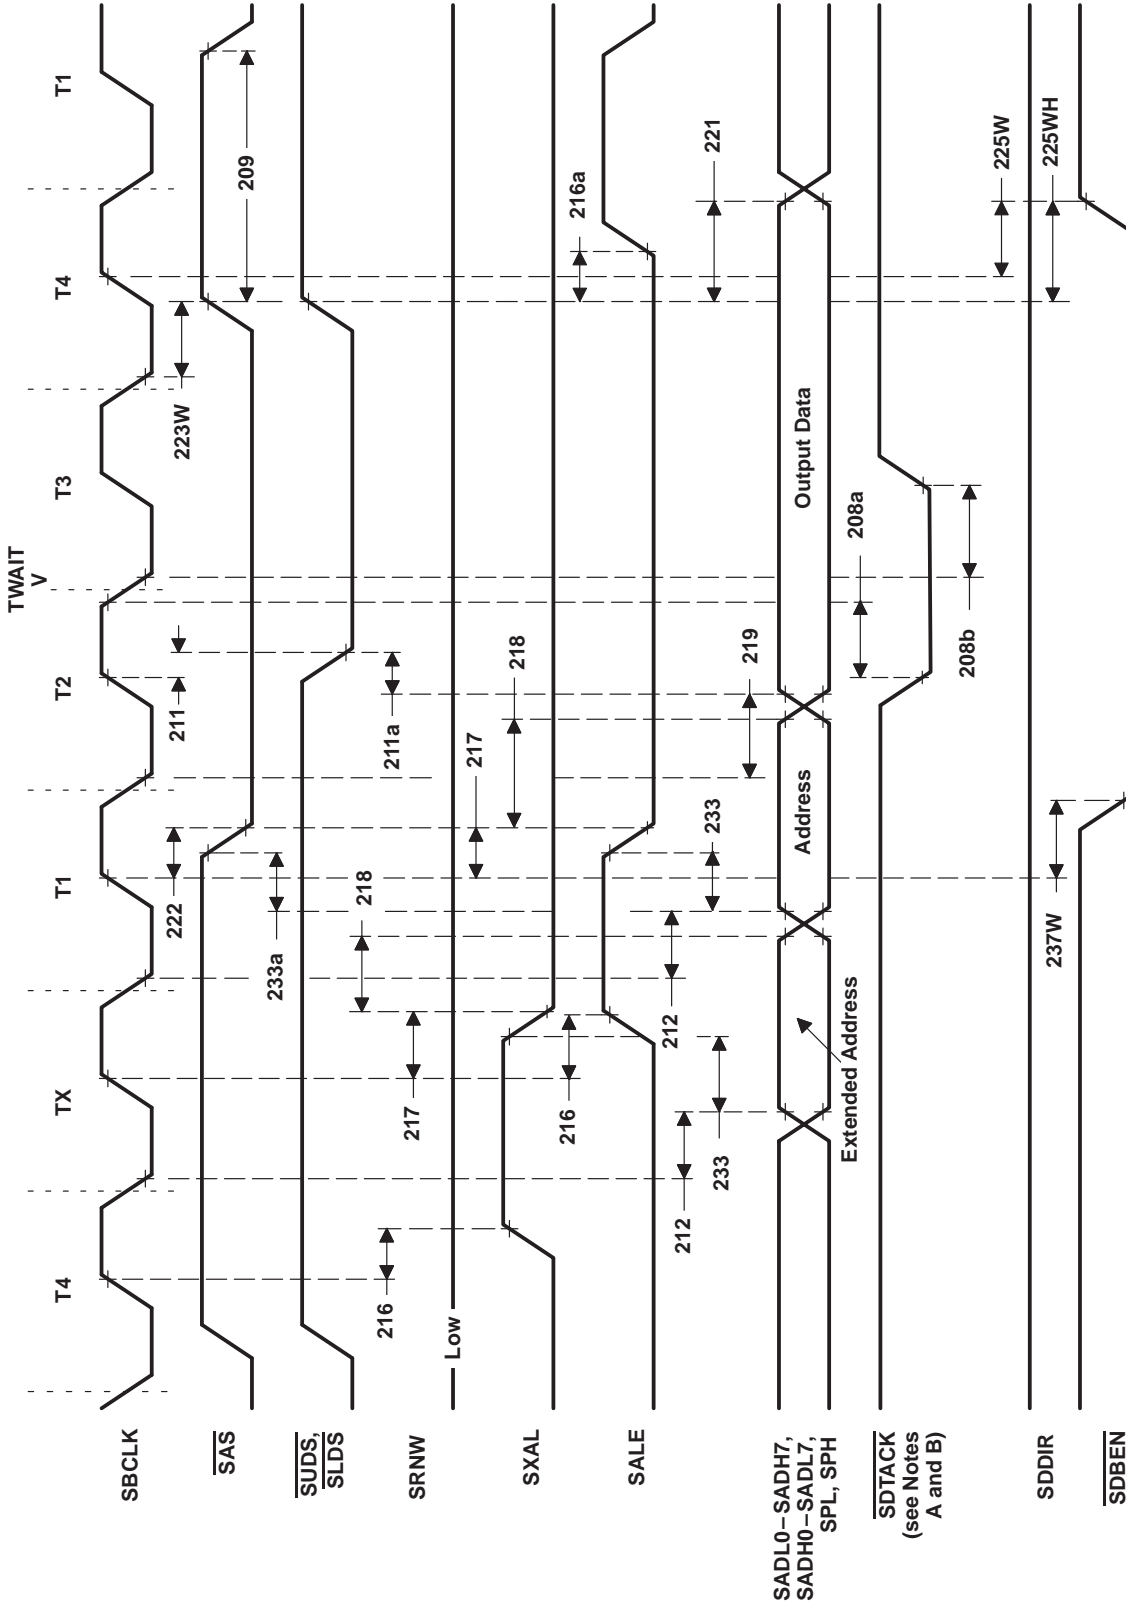 T4
TX
T1
T2
TWAIT
V
T3
T4
T1
SBCLK
222
211
223W
SAS
233a
209
SUDS,
SLDS
216
218
211a
SRNW
Low
217
217
SXAL
216
218
216a
SALE
212
233
212
233
219
221
SADL0–SADH7,
SADH0–SADL7,
SPL, SPH
Extended Address
Address
Output Data
SDTACK
(see Notes
A and B)
208a
208b
SDDIR
237W
225W
225WH
SDBEN